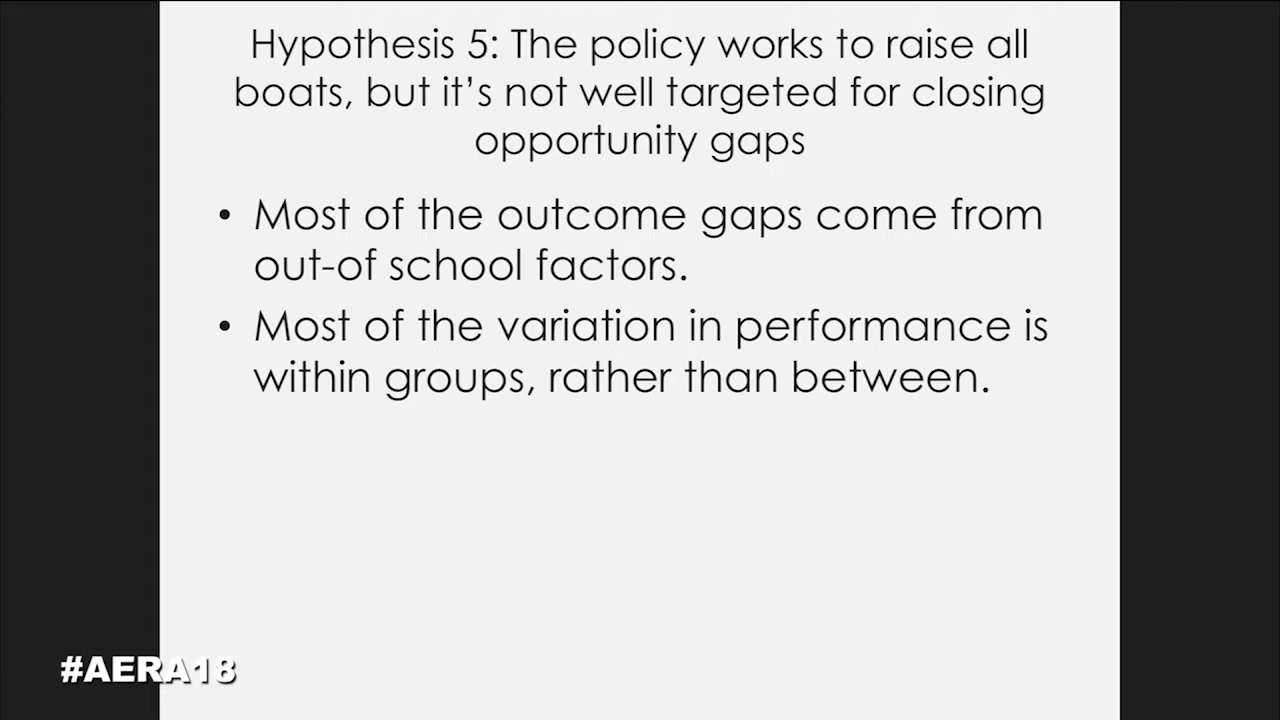 Hypothesis 5: The policy works to raise all
boats, but it’s not well targeted for closing
opportunity gaps
• Most of the outcome gaps come from
out-of school factors.
• Most of the variation in performance is
within groups, rather than between.
#AERA18